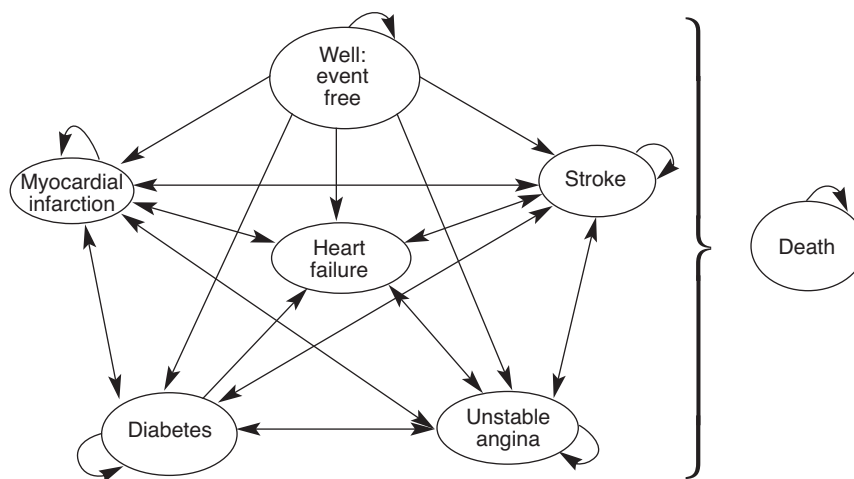 Well:
event
free
Myocardial
infarction
Stroke
Heart
failure
Death
Diabetes
Unstable
angina